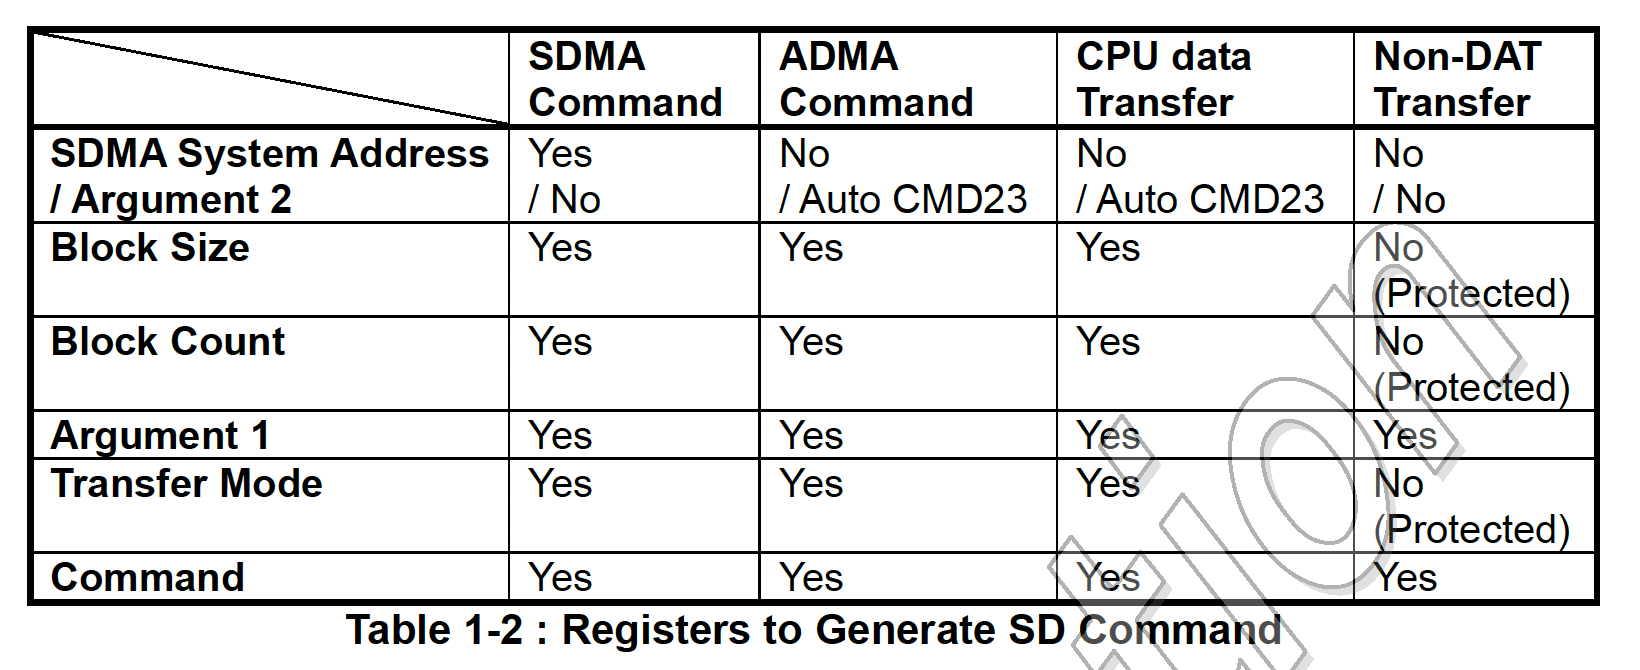 SDMA Command ADMA Command CPU data Transfer Non-DAT Transfer
SDMA System Address / Argument 2 Yes / No No / Auto CMD23 No / Auto CMD23 No / No
Block Size Yes Yes Yes No (Protected)
Block Count Yes Yes Yes No (Protected)
Argument 1 Yes Yes Yes Yes
Transfer Mode Yes Yes Yes No (Protected)
Command Yes Yes Yes Yes
Table 1-2 : Registers to Generate SD Command